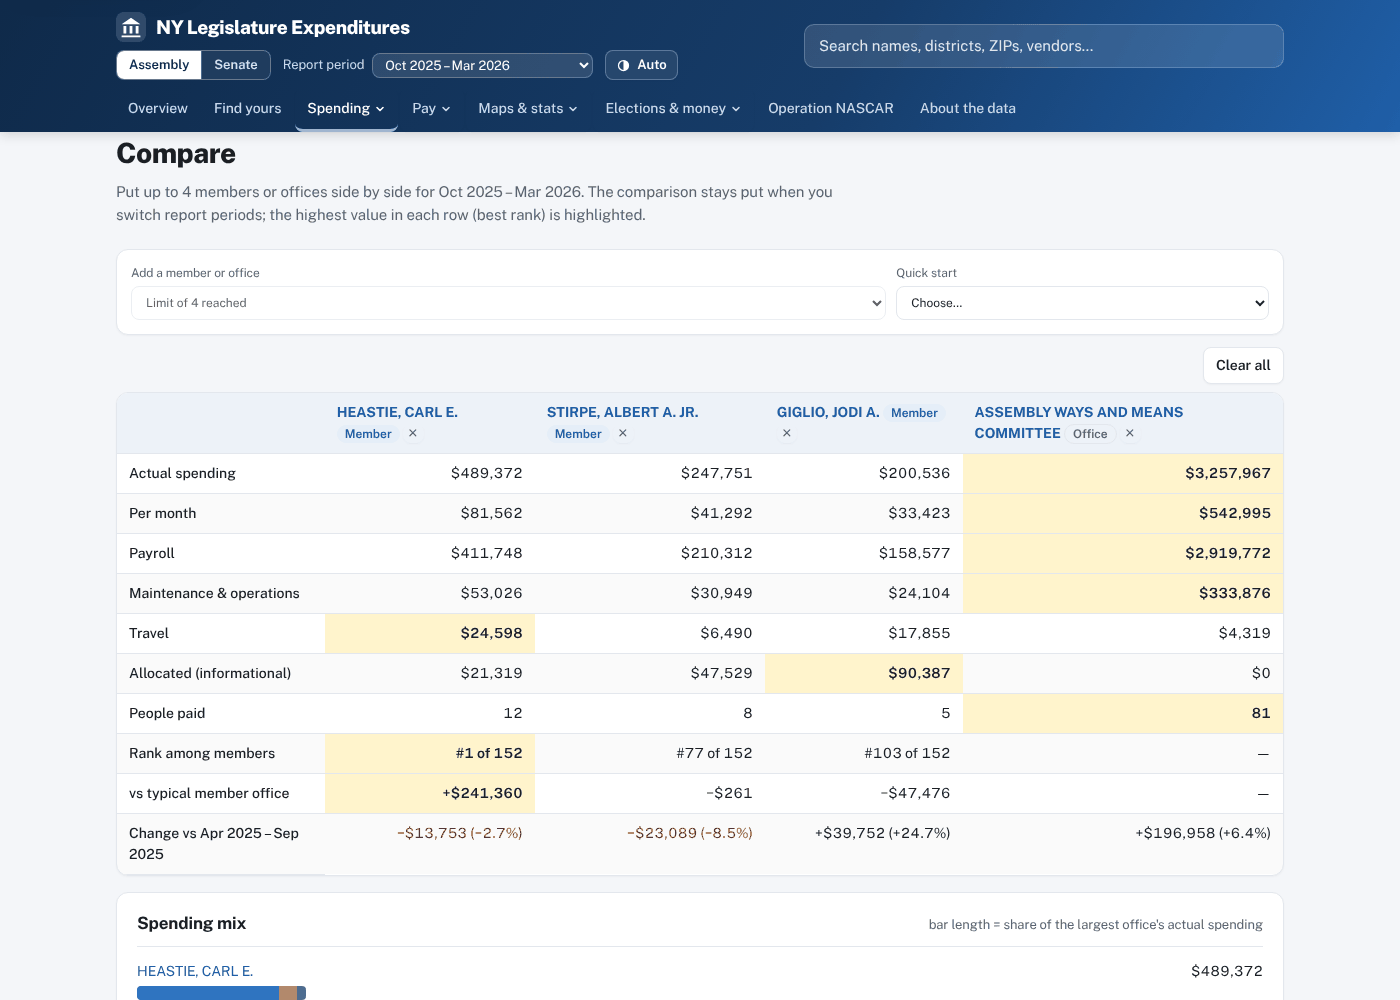 NY Legislature Expenditures
Search names, districts, ZIPs, vendors...
Assembly Senate Report period Oct 2025 – Mar 2026 Auto
Overview Find yours Spending Pay Maps & stats Elections & money Operation NASCAR About the data
Compare
Put up to 4 members or offices side by side for Oct 2025 – Mar 2026. The comparison stays put when you
switch report periods; the highest value in each row (best rank) is highlighted.
Add a member or office Quick start
Limit of 4 reached Choose...
Clear all
HEASTIE, CARL E. STIRPE, ALBERT A. JR. GIGLIO, JODI A. Member ASSEMBLY WAYS AND MEANS
Member × Member × × COMMITTEE Office ×
Actual spending $489,372 $247,751 $200,536 $3,257,967
Per month $81,562 $41,292 $33,423 $542,995
Payroll $411,748 $210,312 $158,577 $2,919,772
Maintenance & operations $53,026 $30,949 $24,104 $333,876
Travel $24,598 $6,490 $17,855 $4,319
Allocated (informational) $21,319 $47,529 $90,387 $0
People paid 12 8 5 81
Rank among members #1 of 152 #77 of 152 #103 of 152 —
vs typical member office +$241,360 −$261 −$47,476 —
Change vs Apr 2025 – Sep −$13,753 (−2.7%) −$23,089 (−8.5%) +$39,752 (+24.7%) +$196,958 (+6.4%)
2025
Spending mix bar length = share of the largest office's actual spending
HEASTIE, CARL E. $489,372